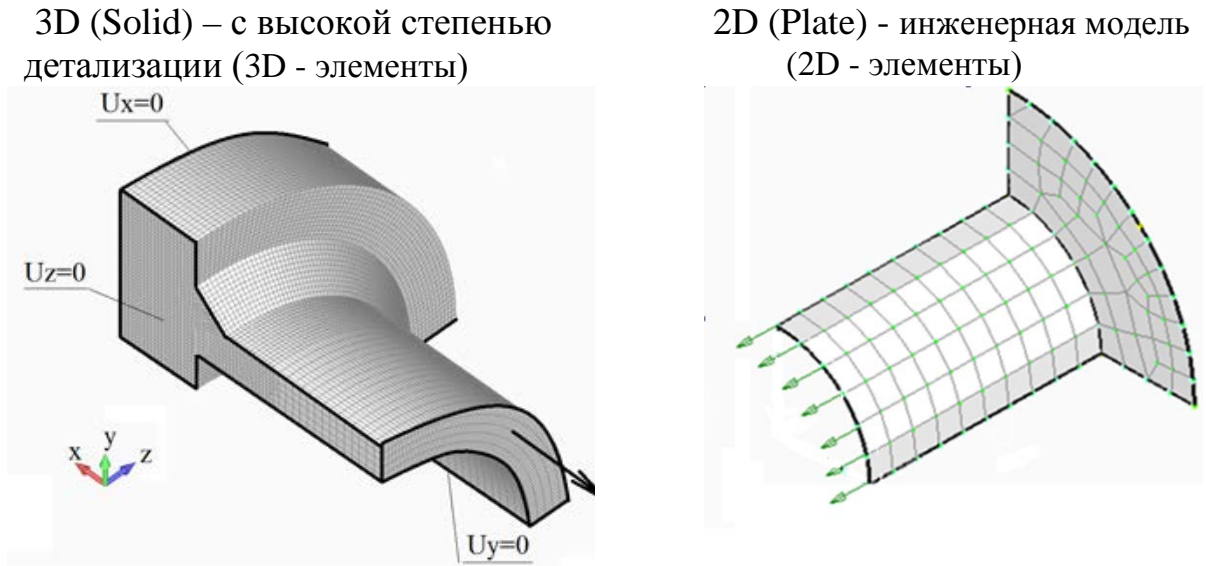 3D (Solid) – с высокой степенью
детализации (3D - элементы)
2D (Plate) - инженерная модель
(2D - элементы)
Ux=0
Uz=0
x
y
z
Uy=0